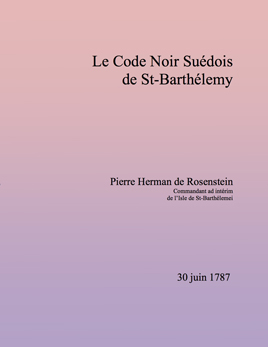 Le Code Noir Suédois
de St-Barthélemy
Pierre Herman de Rosenstein
Commandant ad intérim
de l'Isle de St-Barthélemei
30 juin 1787